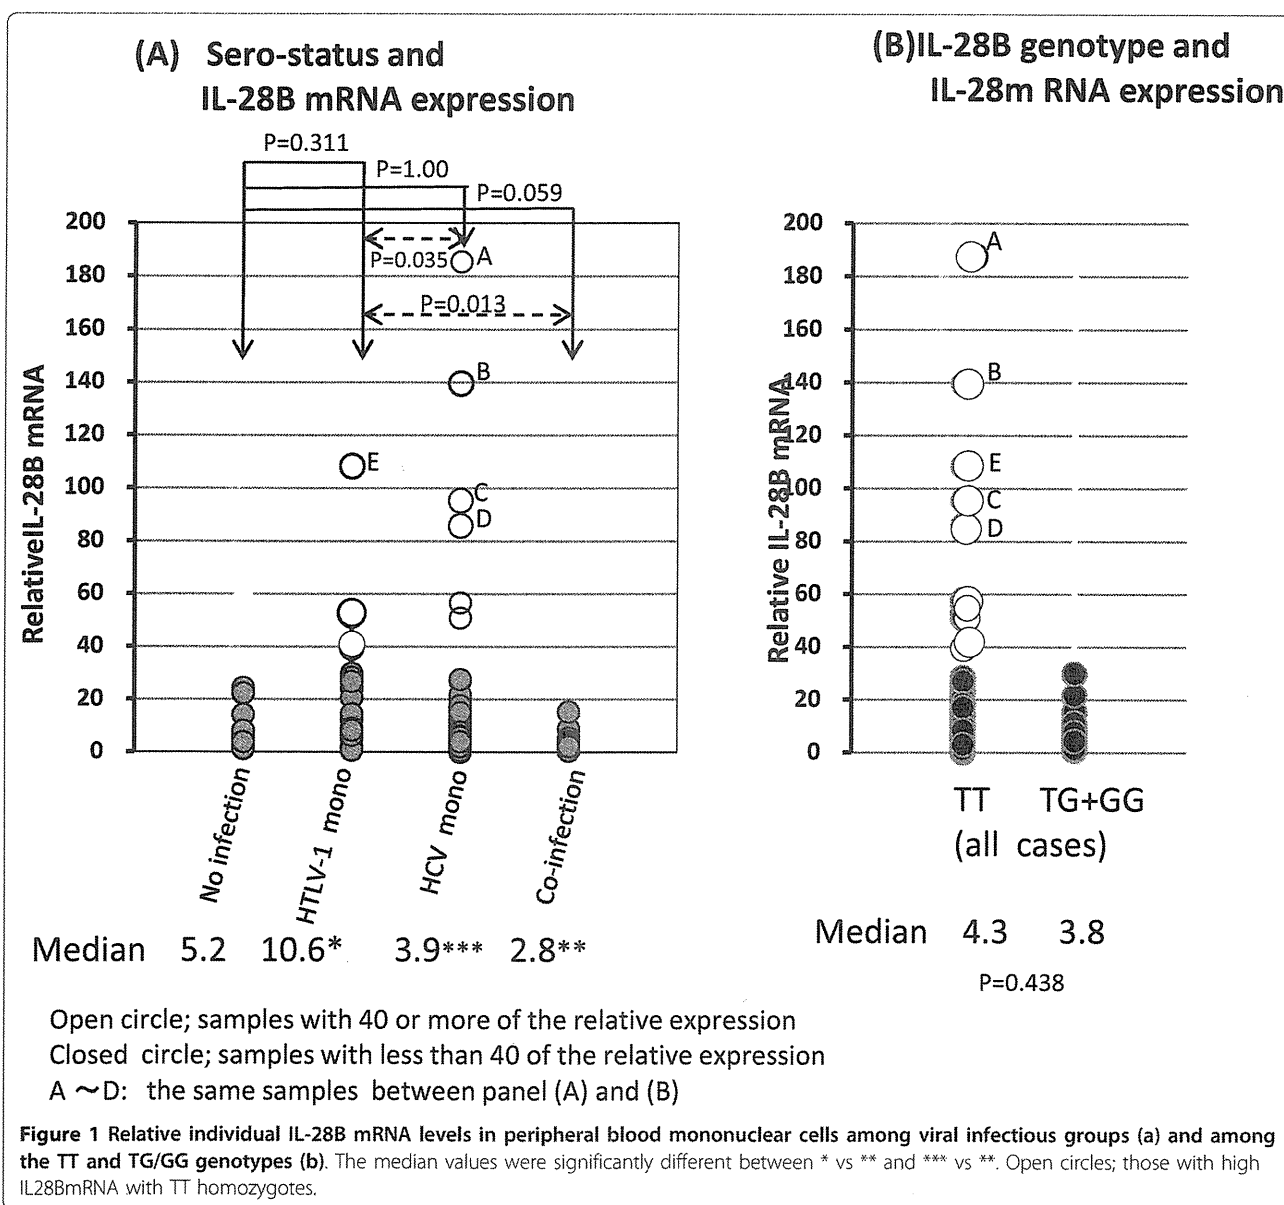 (A) Sero-status and
IL-28B mRNA expression
P=0.311
P=1.00
P=0.059
P=0.035
P=0.013
A
B
C
D
E
RelativeIL-28B mRNA
200
180
160
140
120
100
80
60
40
20
0
No infection
HTLV-1 mono
HCV mono
Co-infection
Median 5.2 10.6* 3.9*** 2.8**
(B)IL-28B genotype and
IL-28m RNA expression
Relative IL-28B mRNA
200
180
160
140
120
100
80
60
40
20
0
A
B
E
C
D
TT TG+GG
(all cases)
Median 4.3 3.8
P=0.438
Open circle; samples with 40 or more of the relative expression
Closed circle; samples with less than 40 of the relative expression
A ～D: the same samples between panel (A) and (B)
Figure 1 Relative individual IL-28B mRNA levels in peripheral blood mononuclear cells among viral infectious groups (a) and among
the TT and TG/GG genotypes (b). The median values were significantly different between * vs ** and *** vs **. Open circles; those with high
IL28BmRNA with TT homozygotes.